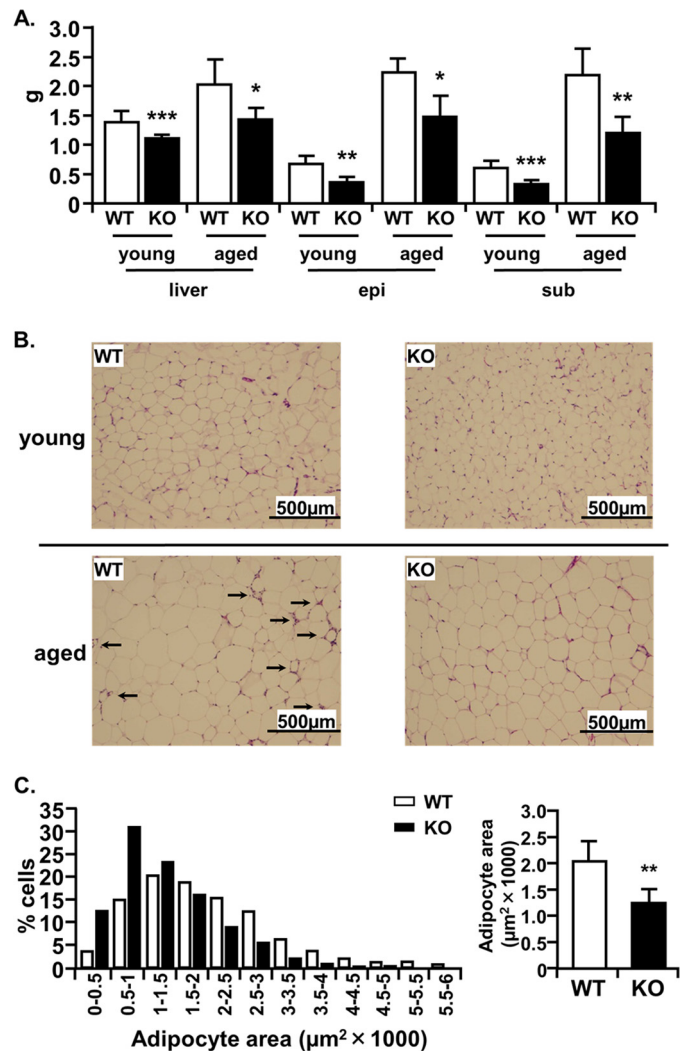 A.
3.0
2.5
2.0
1.5
1.0
0.5
0
g
*** * ** * *** **
WT KO WT KO WT KO WT KO WT KO WT KO
young aged young aged young aged
liver epi sub
B.
WT KO
young
500μm 500μm
WT KO
aged
500μm 500μm
C.
WT
KO
35
30
25
20
15
10
5
0
% cells
0-0.5 0.5-1 1-1.5 1.5-2 2-2.5 2.5-3 3-3.5 3.5-4 4-4.5 4.5-5 5-5.5 5.5-6
Adipocyte area (μm² × 1000)
3.0
2.5
2.0
1.5
1.0
0.5
0
Adipocyte area
(μm² × 1000)
**
WT KO